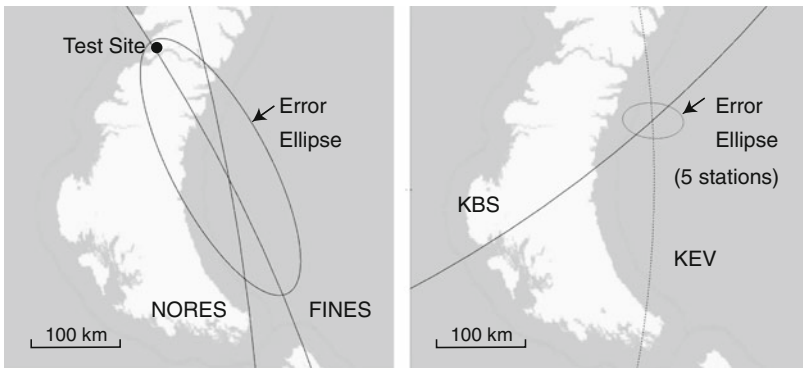 Test Site
Error
Ellipse
NORES
FINES
100 km
Error
Ellipse
(5 stations)
KBS
KEV
100 km